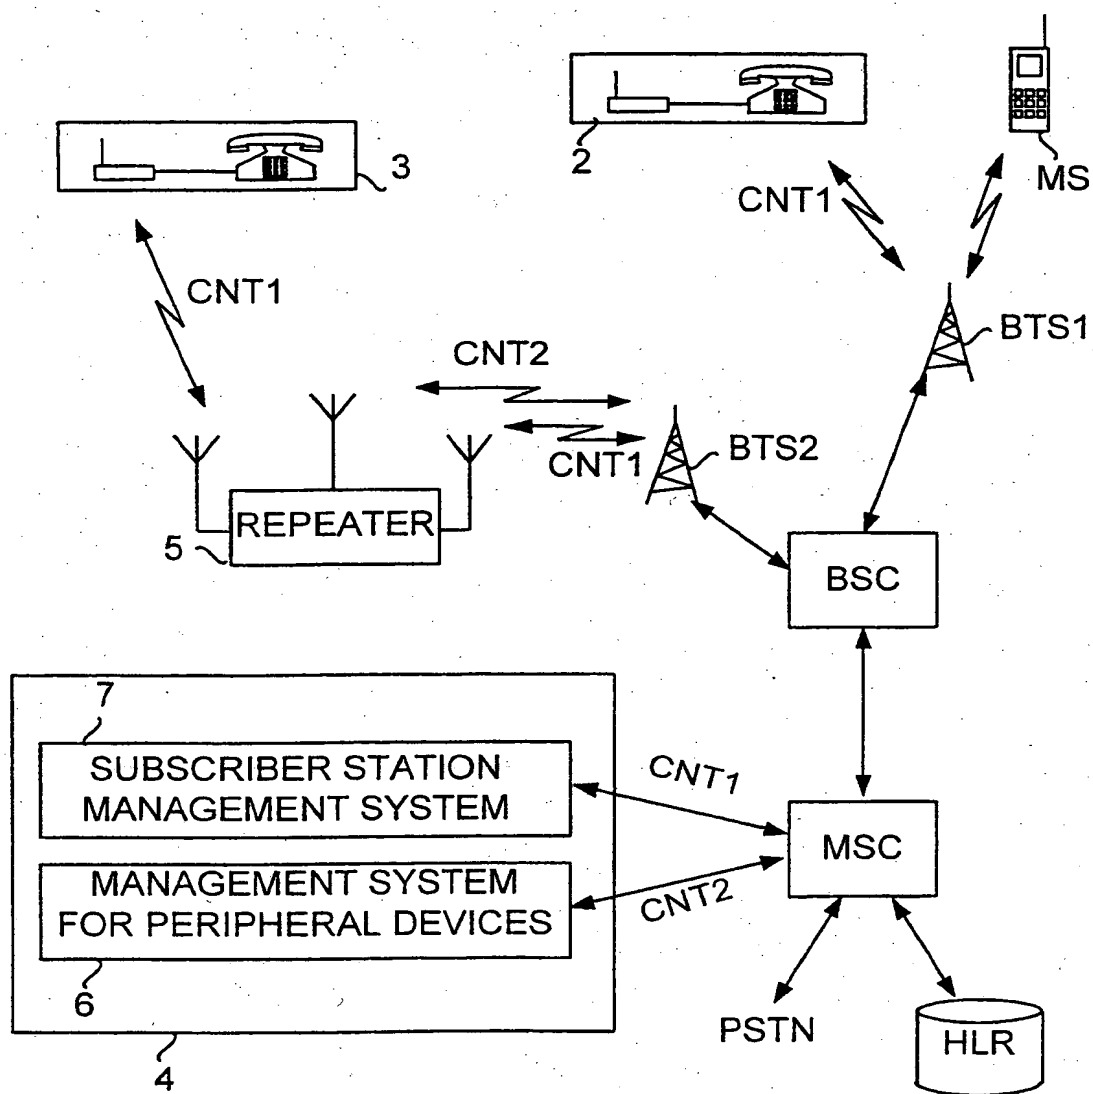 2
MS
3
CNT1
CNT1
BTS1
CNT2
CNT1
BTS2
REPEATER
5
BSC
7
SUBSCRIBER STATION
MANAGEMENT SYSTEM
CNT1
MSC
MANAGEMENT SYSTEM
FOR PERIPHERAL DEVICES
CNT2
6
PSTN
HLR
4